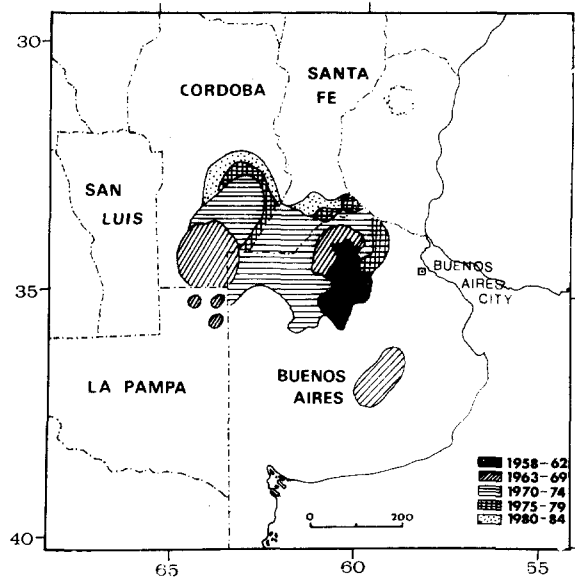 30
CORDOBA
SANTA
FE
SAN
LUIS
35
BUENOS
AIRES
CITY
LA PAMPA
BUENOS
AIRES
1958-62
1963-69
1970-74
1975-79
1980-84
0
200
40
65
60
55